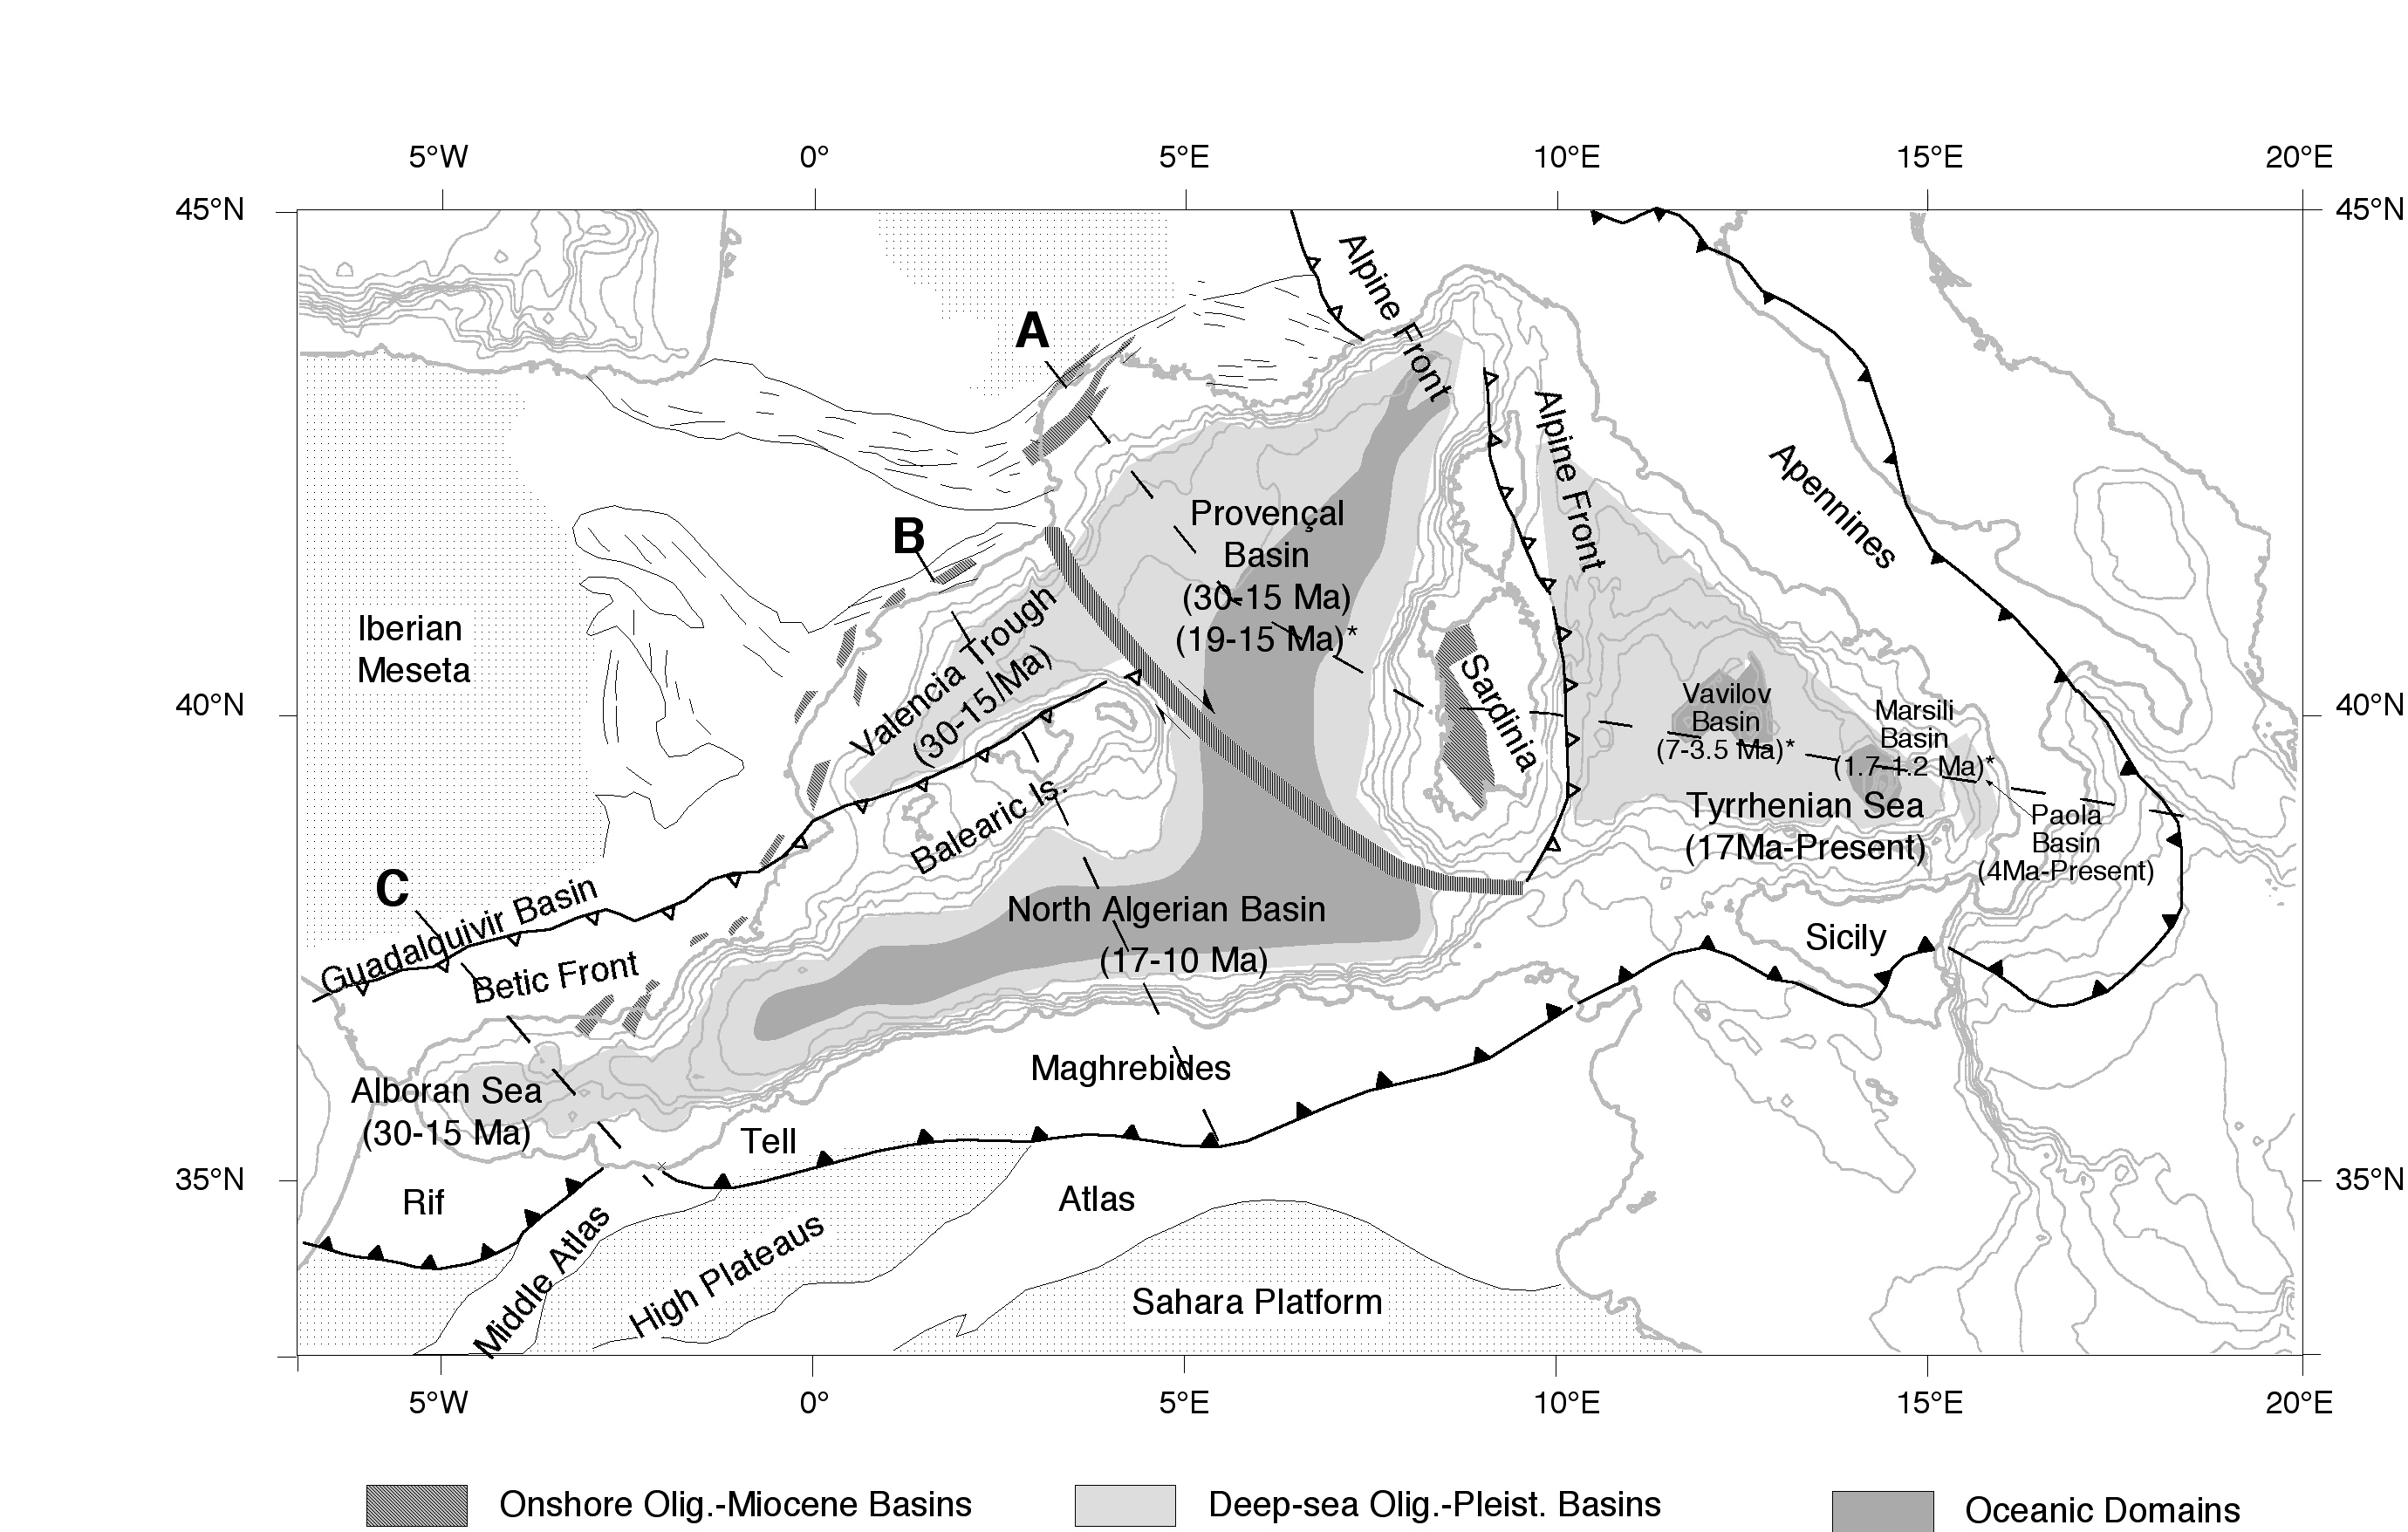 5°W 0° 5°E 10°E 15°E 20°E
45°N 45°N
Alpine Front
A
Alpine Front
Apennines
Provençal
Basin
(30-15 Ma)
(19-15 Ma)*
B
Iberian
Meseta
Valencia Trough
(30-15/Ma)
Sardinia
40°N 40°N
Vavilov
Basin
(7-3.5 Ma)*
Marsili
Basin
(1.7-1.2 Ma)*
Tyrrhenian Sea
(17Ma-Present)
Paola
Basin
(4Ma-Present)
Balearic Is.
C
Guadalquivir Basin
Betic Front
North Algerian Basin
(17-10 Ma)
Sicily
Alboran Sea
(30-15 Ma)
Maghrebides
Tell
35°N 35°N
Rif
Atlas
Middle Atlas
High Plateaus
Sahara Platform
5°W 0° 5°E 10°E 15°E 20°E
Onshore Olig.-Miocene Basins
Deep-sea Olig.-Pleist. Basins
Oceanic Domains